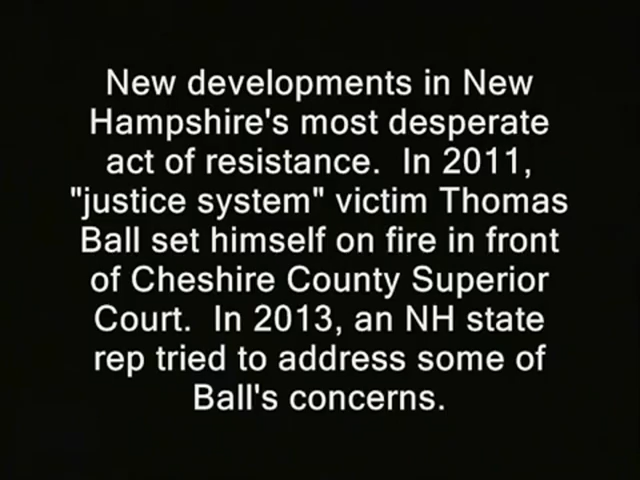 New developments in New
Hampshire's most desperate
act of resistance.  In 2011,
"justice system" victim Thomas
Ball set himself on fire in front
of Cheshire County Superior
Court.  In 2013, an NH state
rep tried to address some of
Ball's concerns.